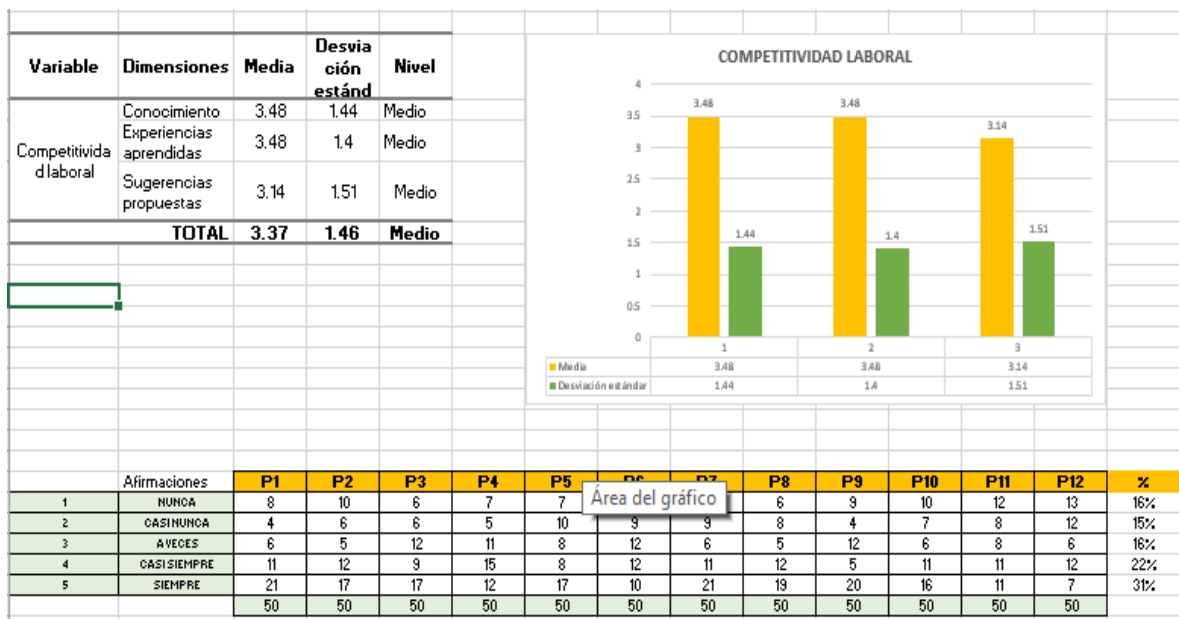 Variable Dimensiones Media Desvia ción estánd Nivel
Competitivida d laboral
Conocimiento 3.48 1.44 Medio
Experiencias aprendidas 3.48 1.4 Medio
Sugerencias propuestas 3.14 1.51 Medio
TOTAL 3.37 1.46 Medio
COMPETITIVIDAD LABORAL
4
3.5
3
2.5
2
1.5
1
0.5
0
3.48 3.48 3.14
1.44 1.4 1.51
1 2 3
Media 3.48 3.48 3.14
Desviación estándar 1.44 1.4 1.51
Afirmaciones P1 P2 P3 P4 P5 P8 P9 P10 P11 P12 %
Área del gráfico
1 NUNCA 8 10 6 7 7 6 9 10 12 13 16%
2 CASI NUNCA 4 6 6 5 10 9 9 8 4 7 8 12 15%
3 A VECES 6 5 12 11 8 12 6 5 12 6 8 6 16%
4 CASI SIEMPRE 11 12 9 15 8 12 11 12 5 11 11 12 22%
5 SIEMPRE 21 17 17 12 17 10 21 19 20 16 11 7 31%
50 50 50 50 50 50 50 50 50 50 50 50